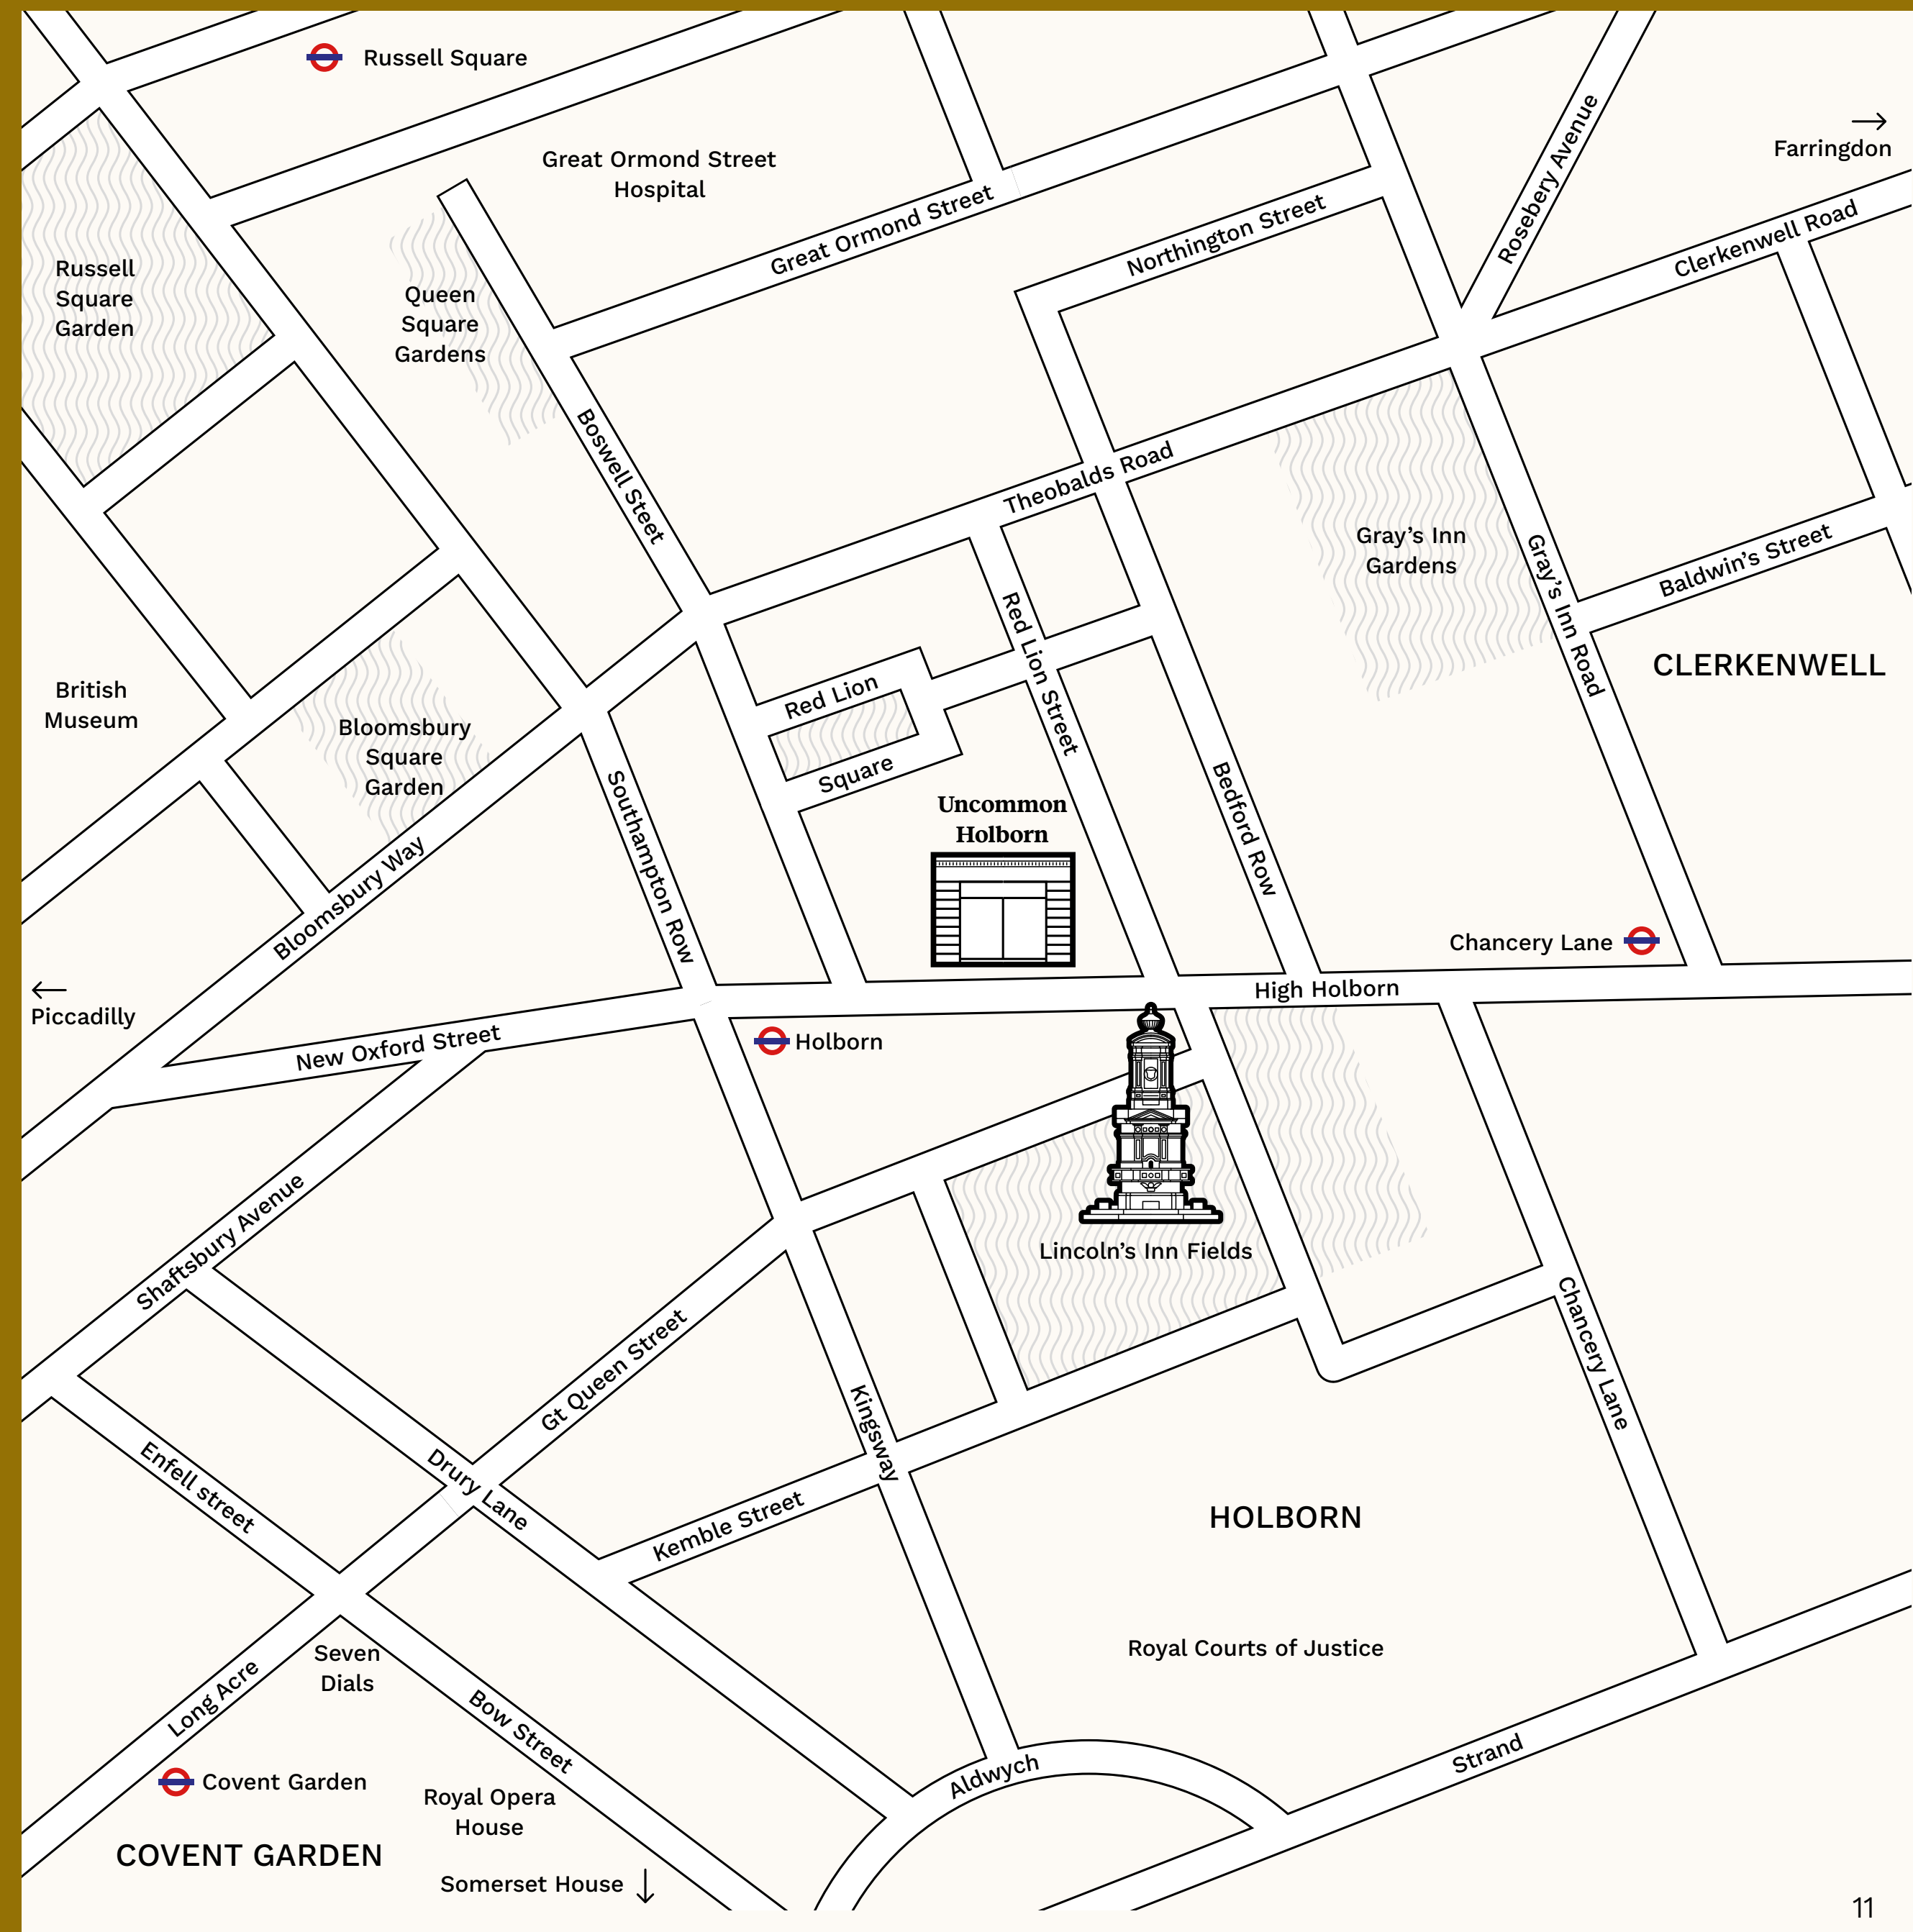 Russell Square
Farringdon
Rosebery Avenue
Great Ormond Street
Hospital
Great Ormond Street
Northington Street
Clerkenwell Road
Russell
Square
Garden
Queen
Square
Gardens
Boswell Steet
Theobalds Road
Gray's Inn
Gardens
Gray's Inn Road
Baldwin's Street
CLERKENWELL
British
Museum
Bloomsbury
Square
Garden
Red Lion
Square
Red Lion Street
Bedford Row
Southampton Row
Uncommon
Holborn
Bloomsbury Way
Chancery Lane
Piccadilly
High Holborn
New Oxford Street
Holborn
Shaftsbury Avenue
Lincoln's Inn Fields
Gt Queen Street
Kingsway
Chancery Lane
Enfell street
Drury Lane
Kemble Street
HOLBORN
Seven
Dials
Royal Courts of Justice
Long Acre
Bow Street
Strand
Aldwych
Covent Garden
Royal Opera
House
COVENT GARDEN
Somerset House
11